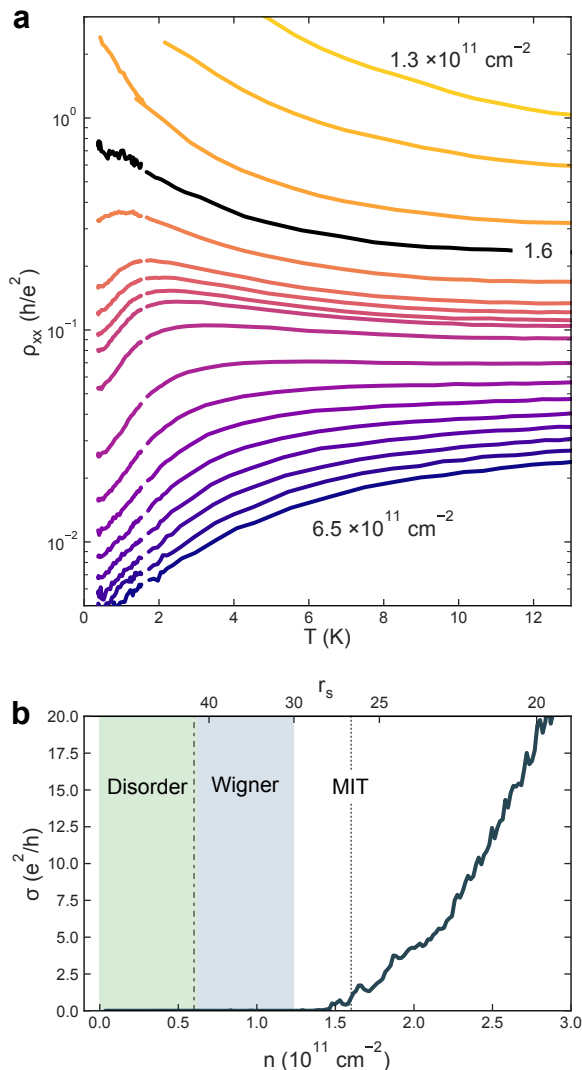 a
1.3 ×10¹¹ cm⁻²
10⁰
1.6
ρxx (h/e²)
10⁻¹
6.5 ×10¹¹ cm⁻²
10⁻²
0 2 4 6 8 10 12
T (K)
b
rₛ
40 30 25 20
20.0
17.5
Disorder Wigner MIT
15.0
12.5
σ (e²/h)
10.0
7.5
5.0
2.5
0.0
0.0 0.5 1.0 1.5 2.0 2.5 3.0
n (10¹¹ cm⁻²)